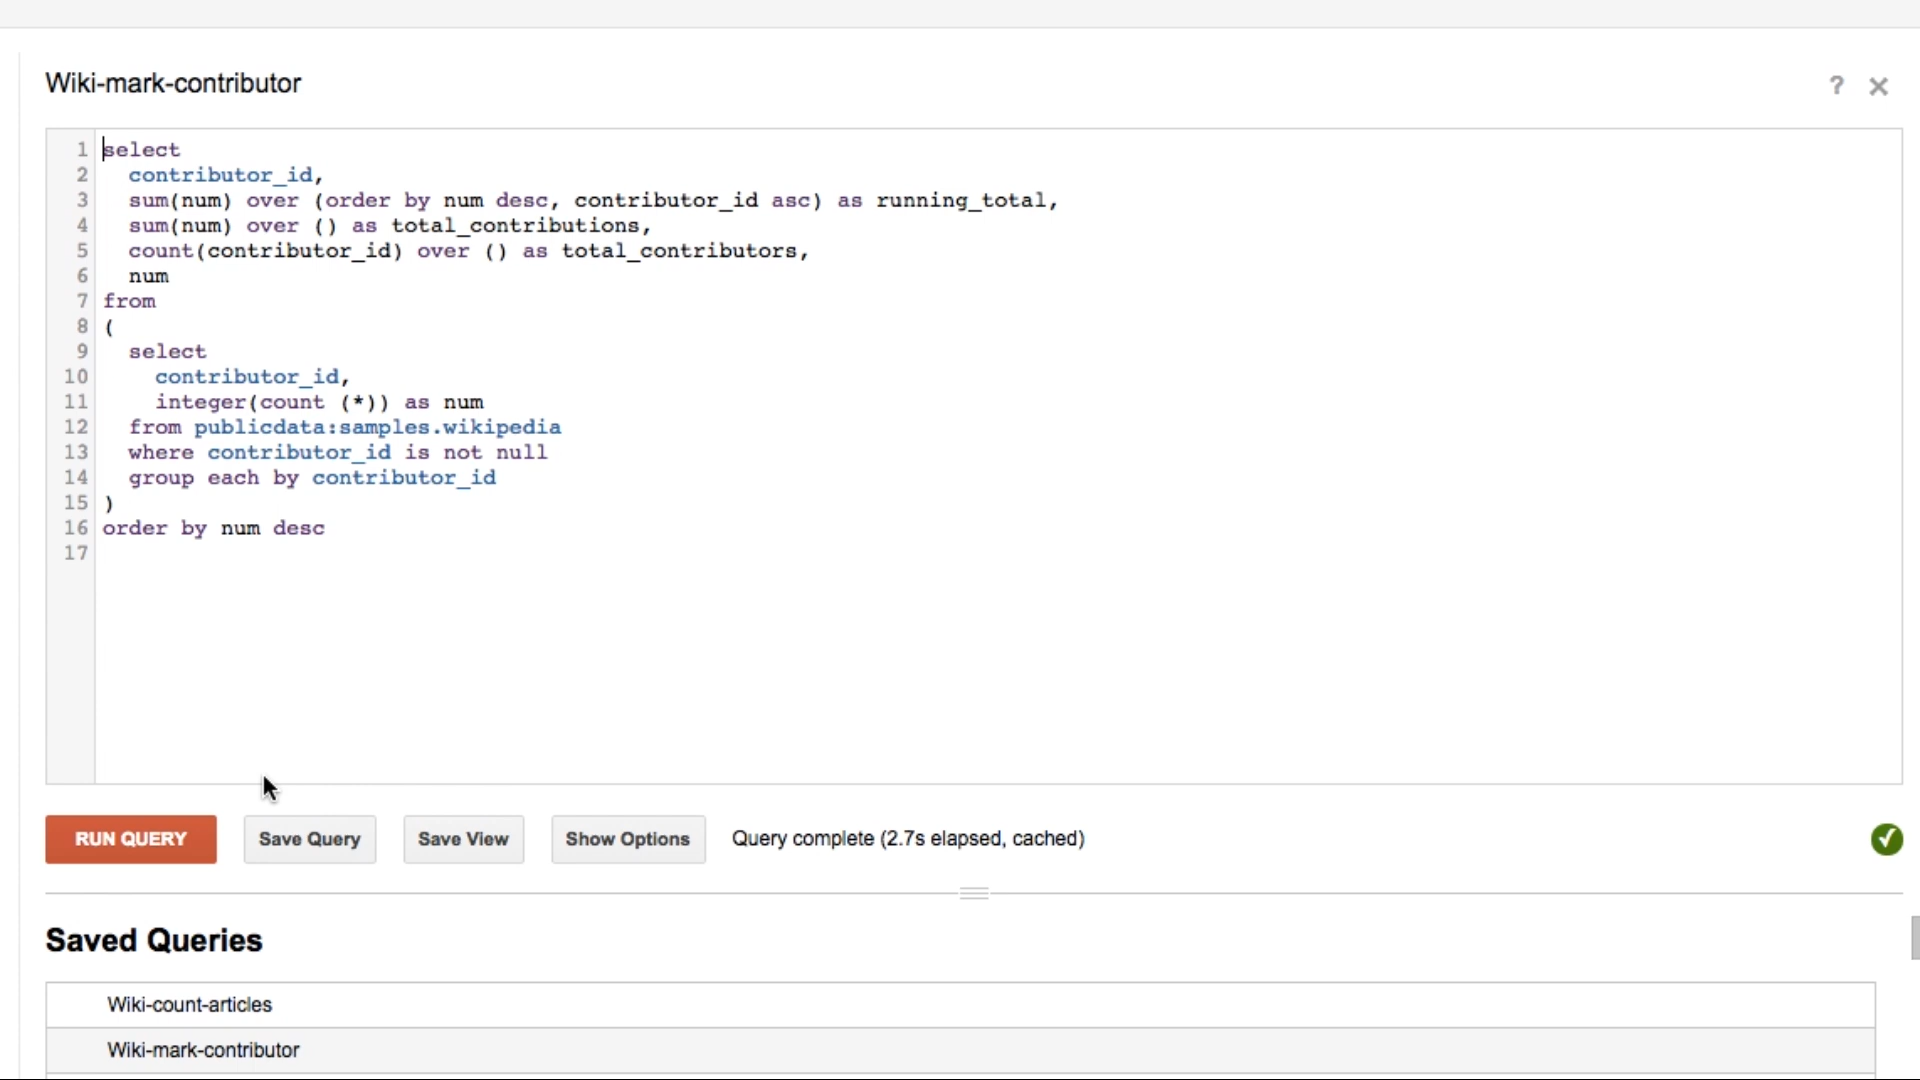 Wiki-mark-contributor
? ×
1 select
2 contributor_id,
3 sum(num) over (order by num desc, contributor_id asc) as running_total,
4 sum(num) over () as total_contributions,
5 count(contributor_id) over () as total_contributors,
6 num
7 from
8 (
9 select
10 contributor_id,
11 integer(count (*)) as num
12 from publicdata:samples.wikipedia
13 where contributor_id is not null
14 group each by contributor_id
15 )
16 order by num desc
17
RUN QUERY Save Query Save View Show Options Query complete (2.7s elapsed, cached)
Saved Queries
Wiki-count-articles
Wiki-mark-contributor